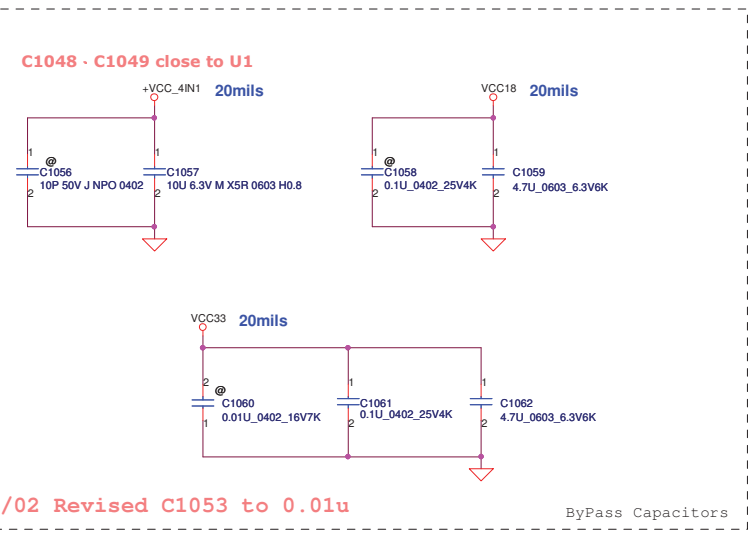 C1048 · C1049 close to U1
+VCC_4IN1 20mils
1
@
C1056
10P 50V J NPO 0402
2
1
C1057
10U 6.3V M X5R 0603 H0.8
2
VCC18 20mils
1
@
C1058
0.1U_0402_25V4K
2
1
C1059
4.7U_0603_6.3V6K
2
VCC33 20mils
2
@
C1060
0.01U_0402_16V7K
1
1
C1061
0.1U_0402_25V4K
2
1
C1062
4.7U_0603_6.3V6K
2
/02 Revised C1053 to 0.01u
ByPass Capacitors